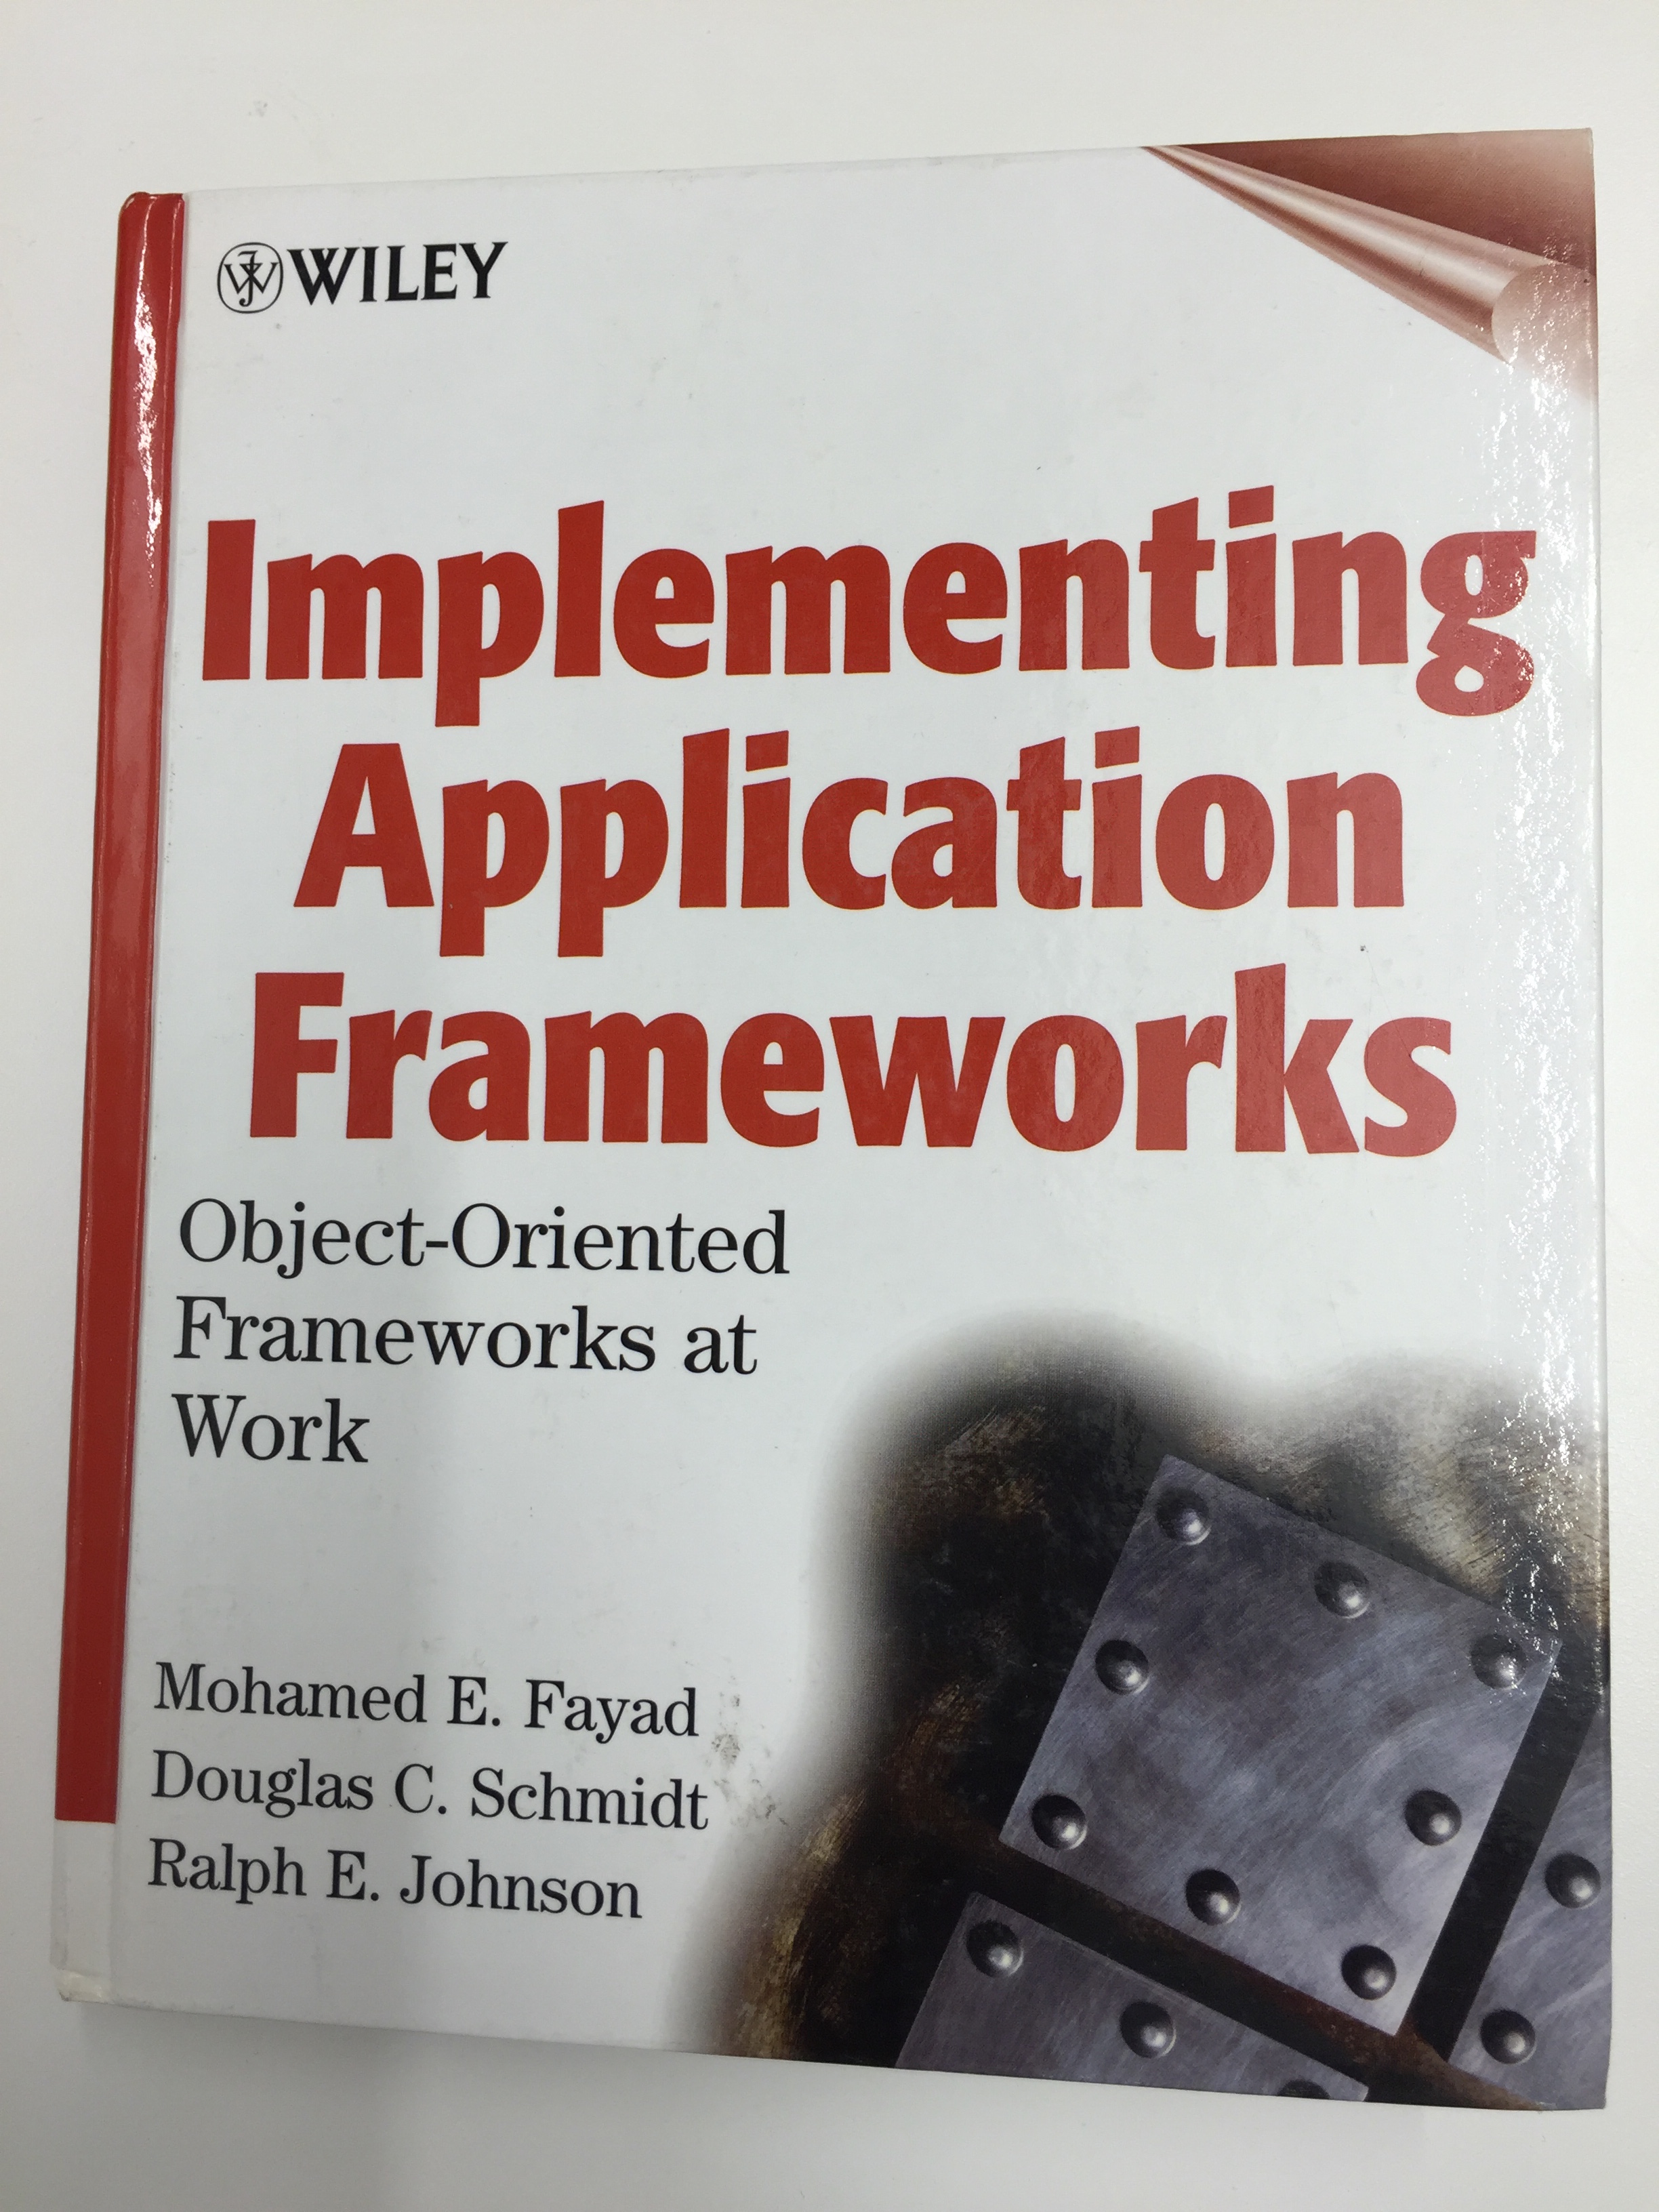 WILEY
Implementing
Application
Frameworks
Object-Oriented
Frameworks at
Work
Mohamed E. Fayad
Douglas C. Schmidt
Ralph E. Johnson